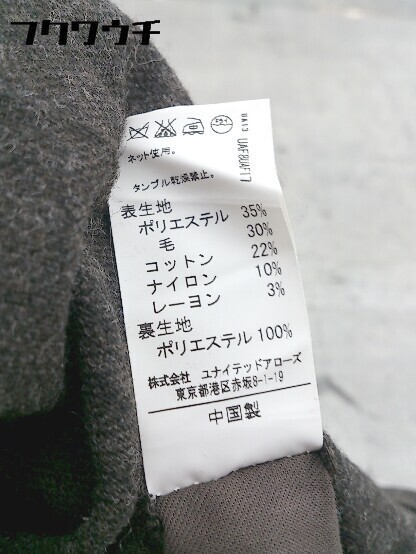 フクワウチ
WA13 UAF80AF17
ネット使用。
タンブル乾燥禁止。
表生地
ポリエステル 35%
毛 30%
コットン 22%
ナイロン 10%
レーヨン 3%
裏生地
ポリエステル 100%
株式会社 ユナイテッドアローズ
東京都港区赤坂8-1-19
中国製